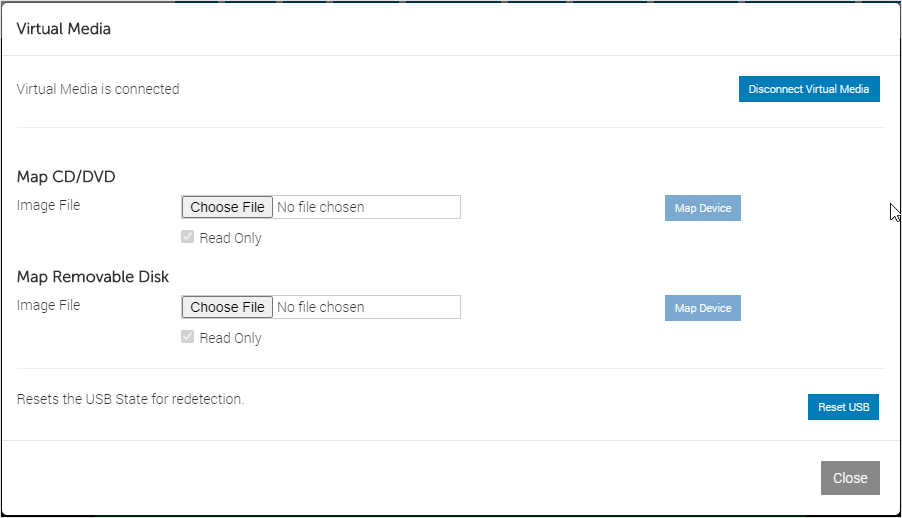 Virtual Media
Virtual Media is connected
Disconnect Virtual Media
Map CD/DVD
Image File
Choose File No file chosen
Map Device
Read Only
Map Removable Disk
Image File
Choose File No file chosen
Map Device
Read Only
Resets the USB State for redetection.
Reset USB
Close